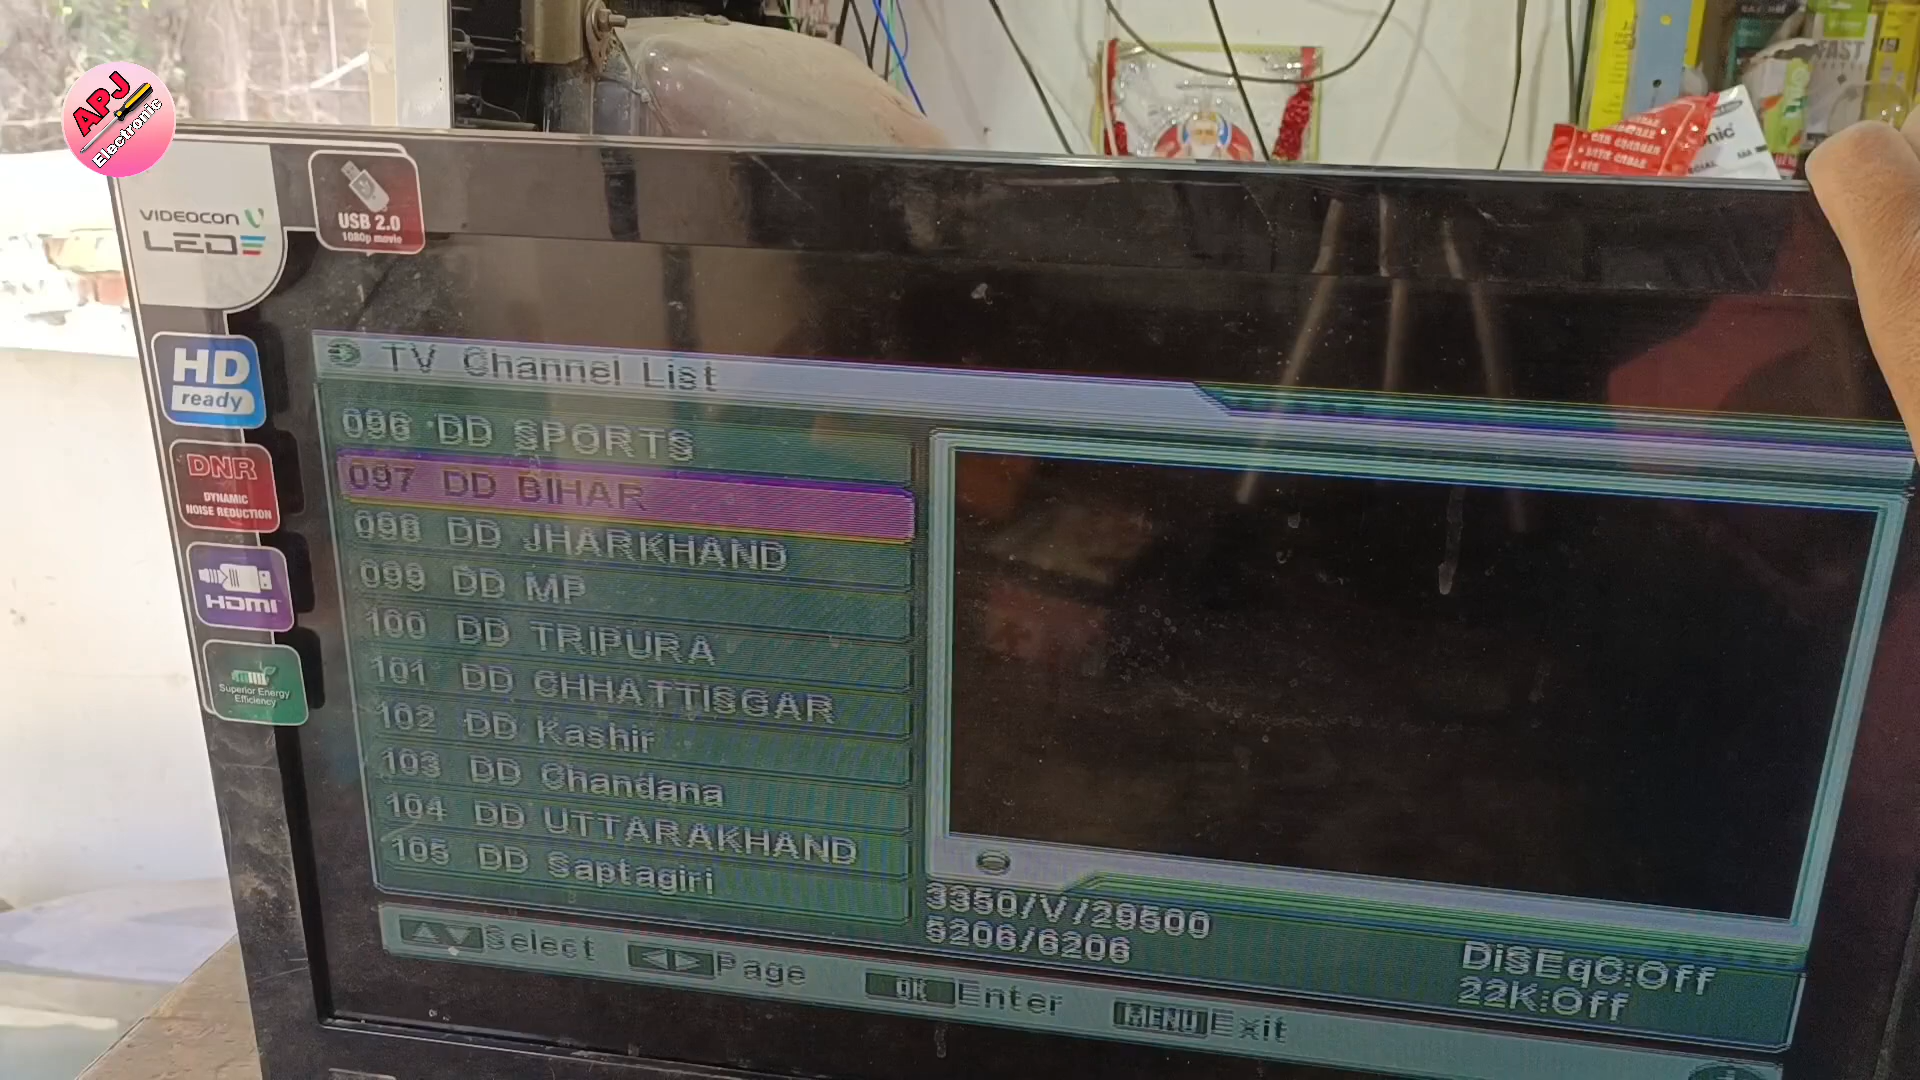 APJ
Electronic
VIDEOCON
LED
USB 2.0
1080p movie
HD
ready
DNR
DYNAMIC
NOISE REDUCTION
HDMI
Superior Energy
Efficiency
FAST
TV Channel List
096 DD SPORTS
097 DD BIHAR
098 DD JHARKHAND
099 DD MP
100 DD TRIPURA
101 DD CHHATTISGAR
102 DD Kashir
103 DD Chandana
104 DD UTTARAKHAND
105 DD Saptagiri
3350/V/29500
6206/6206
DiSEqC:Off
22K:Off
Select
Page
OK Enter
MENU Exit